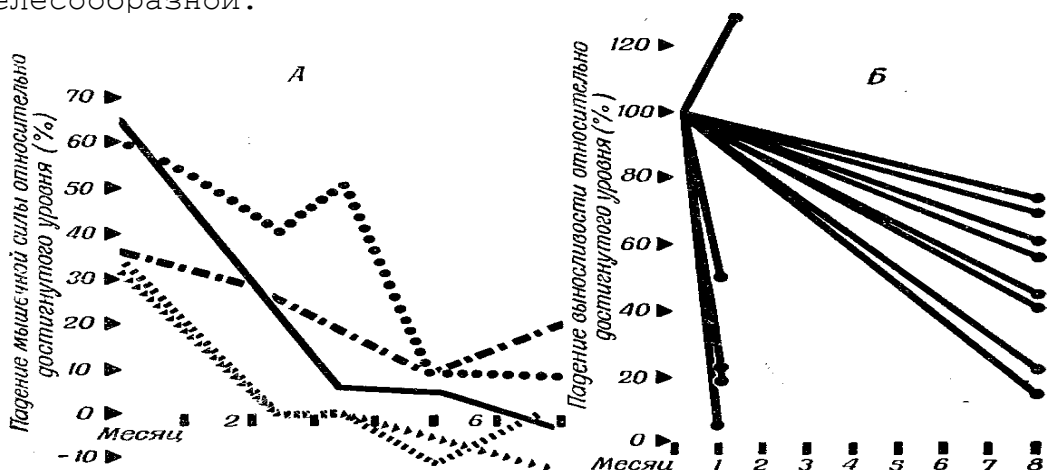 елесообразной.
А
Падение мышечной силы относительно
достигнутого уровня (%)
70
60
50
40
30
20
10
0
-10
Месяц
2
6
Б
Падение выносливости относительно
достигнутого уровня (%)
120
100
80
60
40
20
0
Месяц
1 2 3 4 5 6 7 8